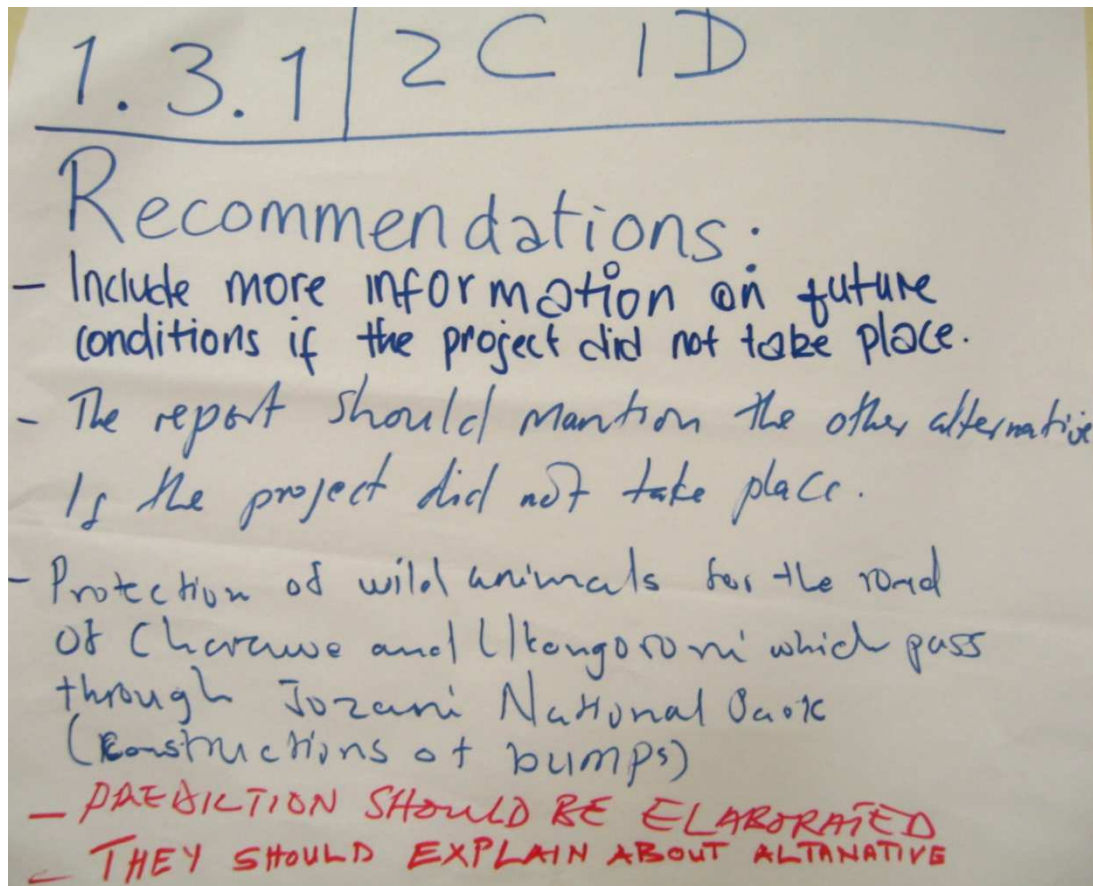 1.3.1 | 2C 1D
Recommendations:
- Include more information on future
conditions if the project did not take place.
- The report should mantion the other alternative
Is the project did not take place.
- Protection of wild animals for the road
of Charawe and Ukongoroni which pass
through Jozani National Park
(Constructions of bumps)
- PREDICTION SHOULD BE ELABORATED
- THEY SHOULD EXPLAIN ABOUT ALTANATIVE